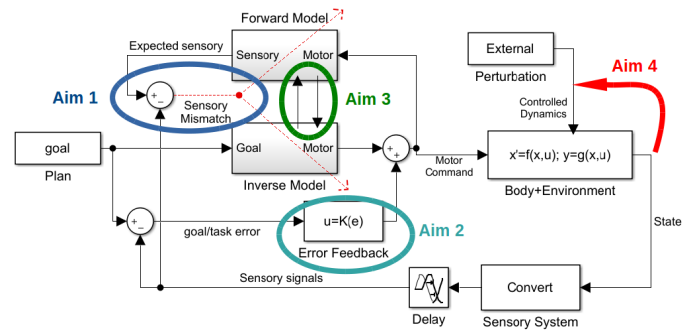 Forward Model
Expected sensory
Sensory
Motor
External
Perturbation
Aim 4
Aim 1
Sensory
Mismatch
Aim 3
Controlled
Dynamics
goal
Plan
Goal
Motor
Inverse Model
Motor
Command
x'=f(x,u); y=g(x,u)
Body+Environment
u=K(e)
goal/task error
Error Feedback
Aim 2
State
Sensory signals
Delay
Convert
Sensory System
+
−
+
+
+
−